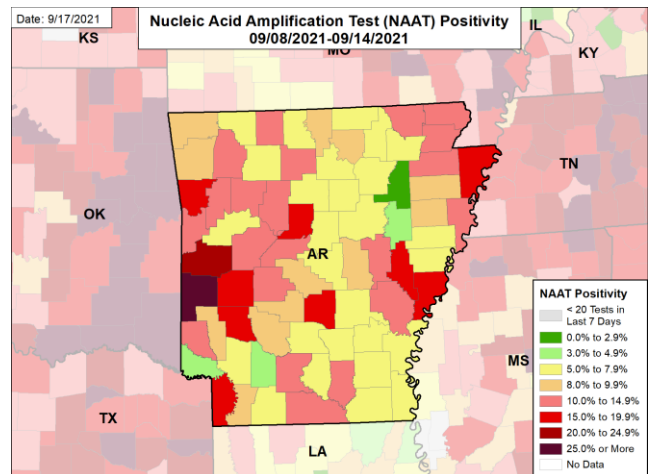 Date: 9/17/2021
Nucleic Acid Amplification Test (NAAT) Positivity
09/08/2021-09/14/2021
KS
MO
IL
KY
OK
AR
TN
TX
LA
MS
NAAT Positivity
< 20 Tests in
Last 7 Days
0.0% to 2.9%
3.0% to 4.9%
5.0% to 7.9%
8.0% to 9.9%
10.0% to 14.9%
15.0% to 19.9%
20.0% to 24.9%
25.0% or More
No Data